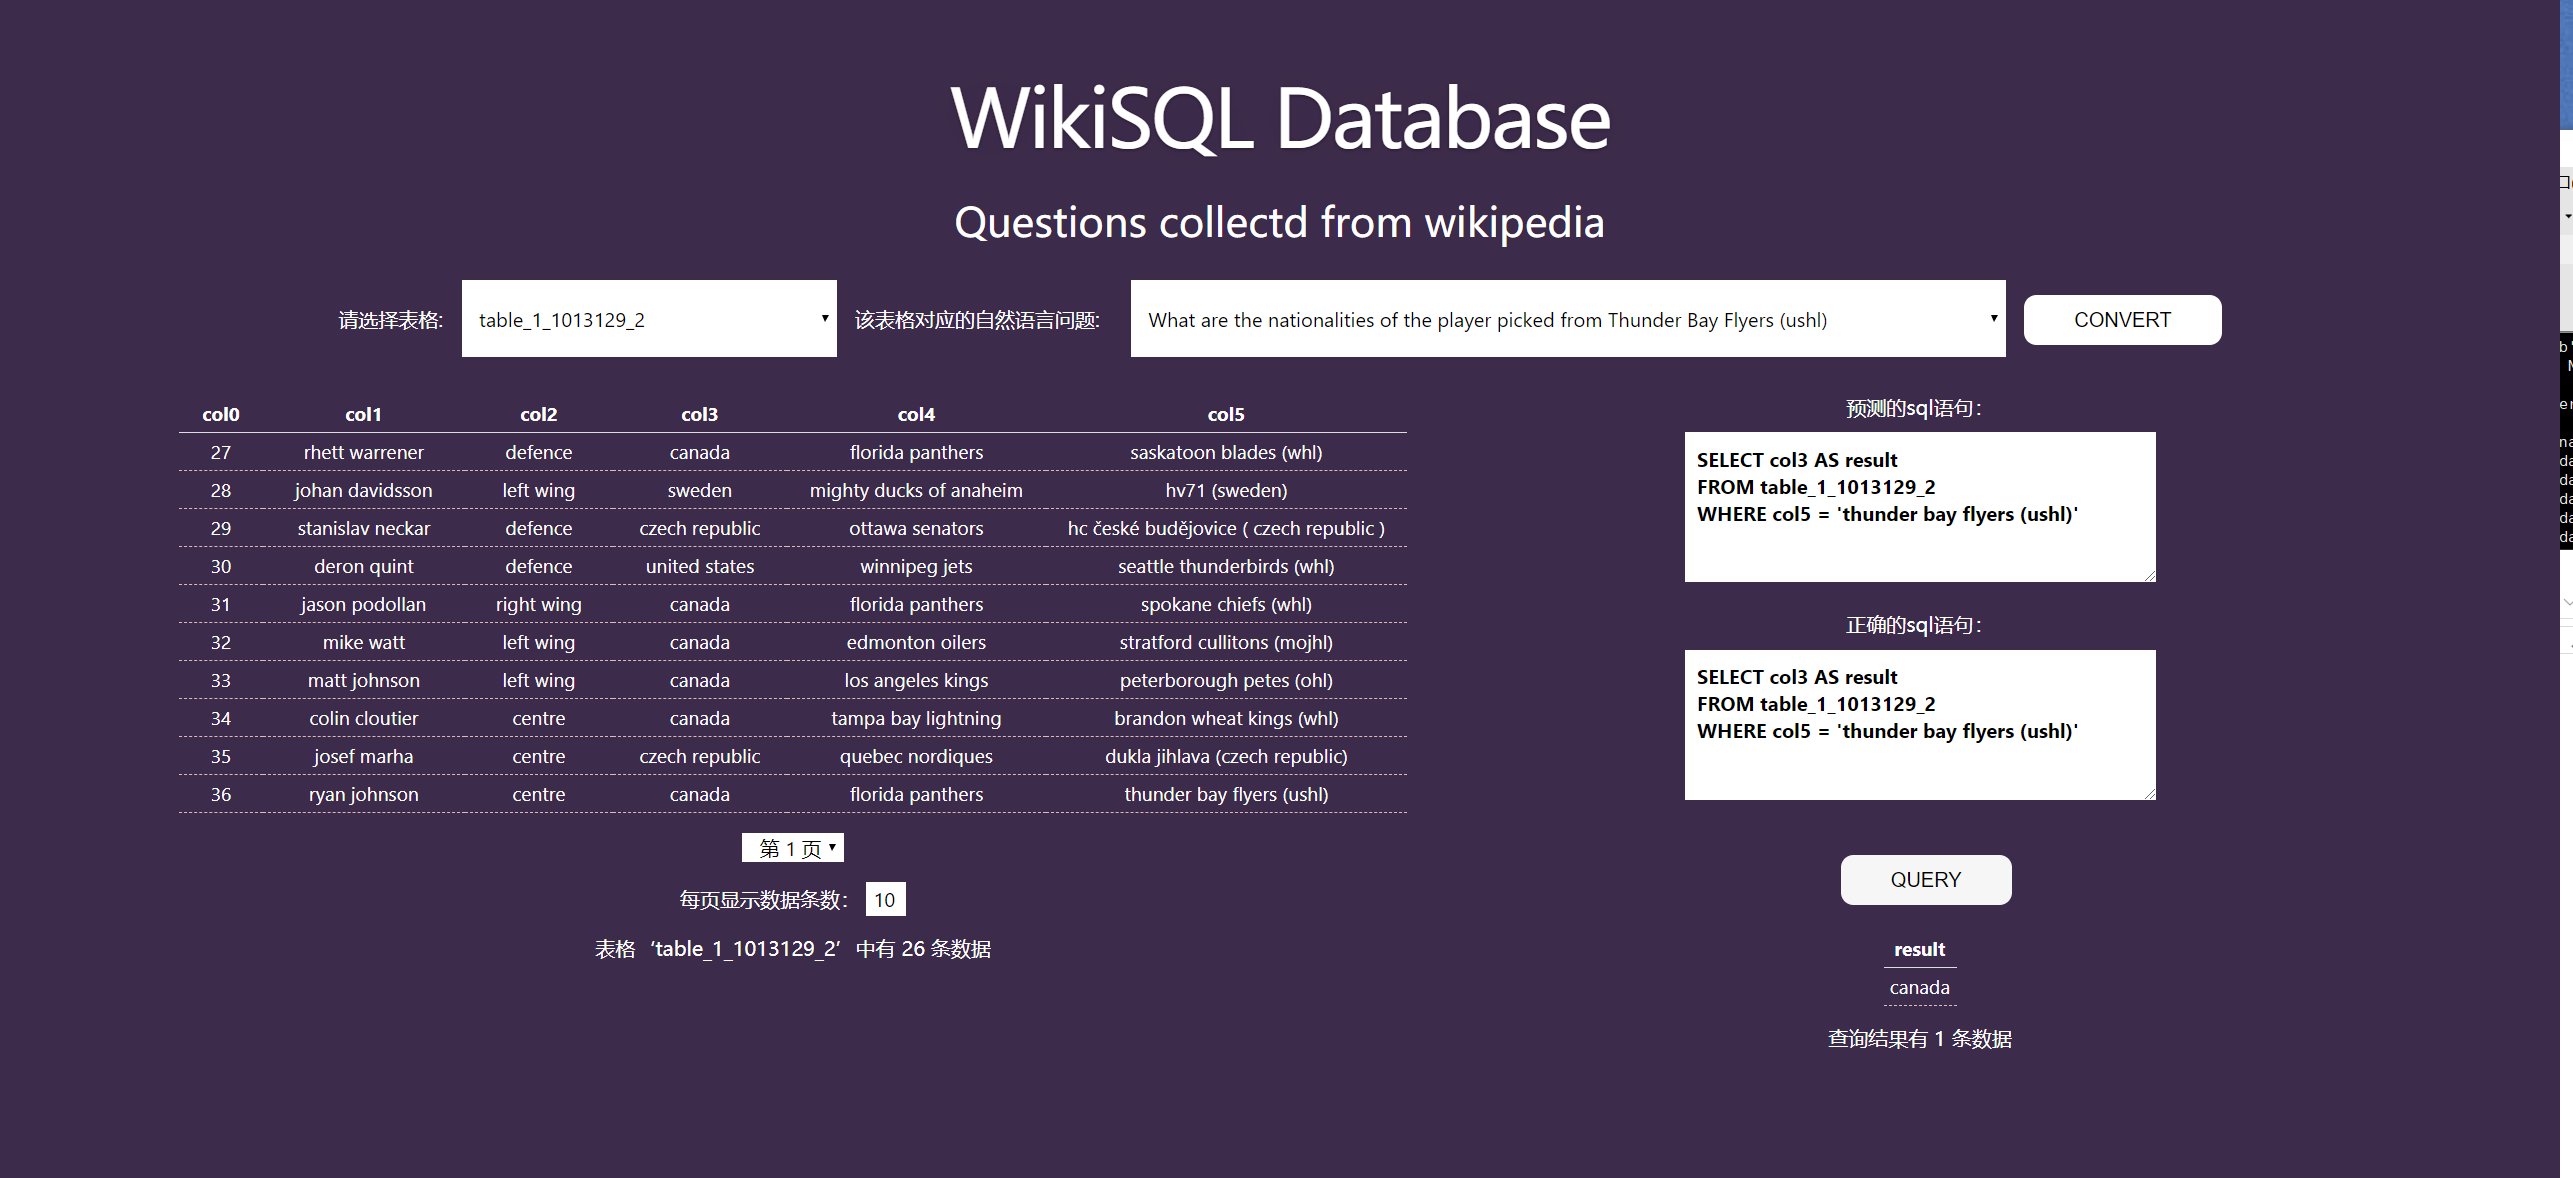 WikiSQL Database
Questions collectd from wikipedia
请选择表格: table_1_1013129_2 该表格对应的自然语言问题: What are the nationalities of the player picked from Thunder Bay Flyers (ushl) CONVERT
col0 col1 col2 col3 col4 col5
27 rhett warrener defence canada florida panthers saskatoon blades (whl)
28 johan davidsson left wing sweden mighty ducks of anaheim hv71 (sweden)
29 stanislav neckar defence czech republic ottawa senators hc české budějovice ( czech republic )
30 deron quint defence united states winnipeg jets seattle thunderbirds (whl)
31 jason podollan right wing canada florida panthers spokane chiefs (whl)
32 mike watt left wing canada edmonton oilers stratford cullitons (mojhl)
33 matt johnson left wing canada los angeles kings peterborough petes (ohl)
34 colin cloutier centre canada tampa bay lightning brandon wheat kings (whl)
35 josef marha centre czech republic quebec nordiques dukla jihlava (czech republic)
36 ryan johnson centre canada florida panthers thunder bay flyers (ushl)
第 1 页
每页显示数据条数： 10
表格 ‘table_1_1013129_2’ 中有 26 条数据
预测的sql语句：
SELECT col3 AS result
FROM table_1_1013129_2
WHERE col5 = 'thunder bay flyers (ushl)'
正确的sql语句：
SELECT col3 AS result
FROM table_1_1013129_2
WHERE col5 = 'thunder bay flyers (ushl)'
QUERY
result
canada
查询结果有 1 条数据